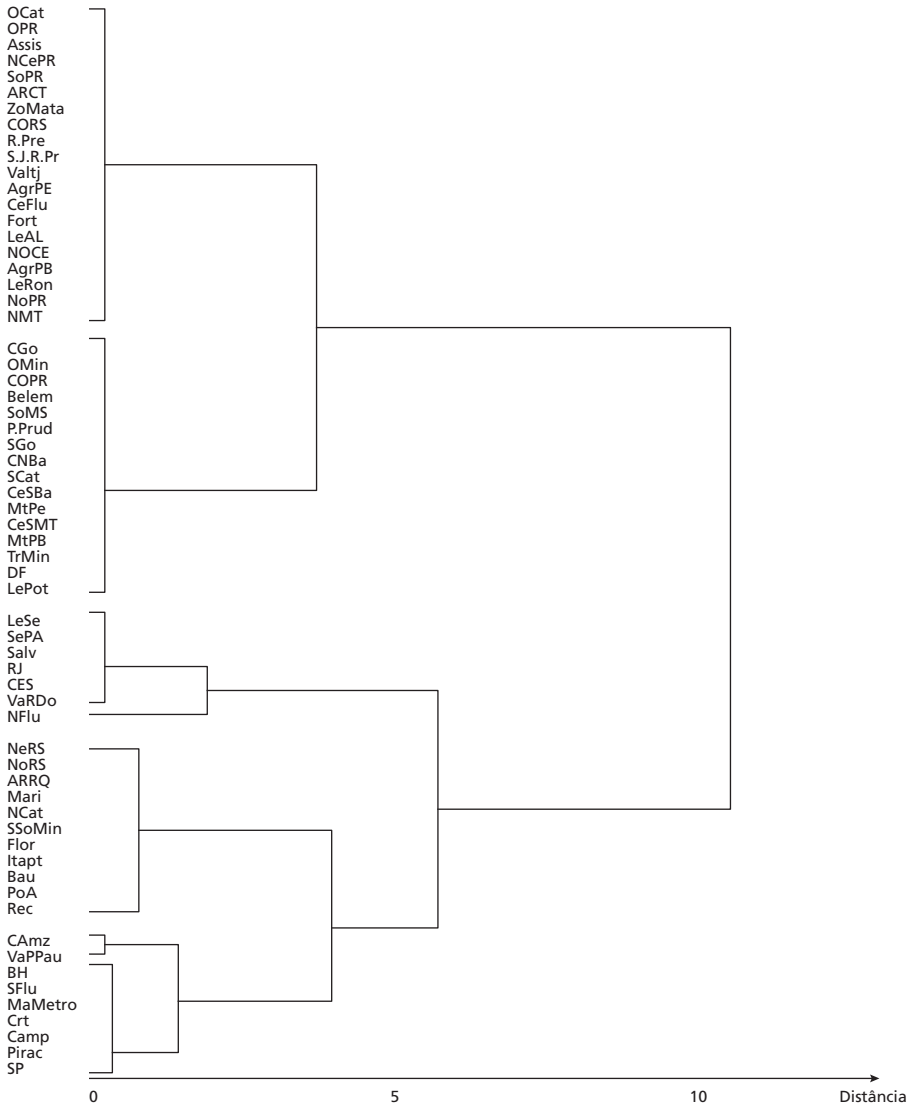 OCat
OPR
Assis
NCePR
SoPR
ARCT
ZoMata
CORS
R.Pre
S.J.R.Pr
Valtj
AgrPE
CeFlu
Fort
LeAL
NOCE
AgrPB
LeRon
NoPR
NMT
CGo
OMin
COPR
Belem
SoMS
P.Prud
SGo
CNBa
SCat
CeSBa
MtPe
CeSMT
MtPB
TrMin
DF
LePot
LeSe
SePA
Salv
RJ
CES
VaRDo
NFlu
NeRS
NoRS
ARRQ
Mari
NCat
SSoMin
Flor
Itapt
Bau
PoA
Rec
CAmz
VaPPau
BH
SFlu
MaMetro
Crt
Camp
Pirac
SP
0 5 10 Distância